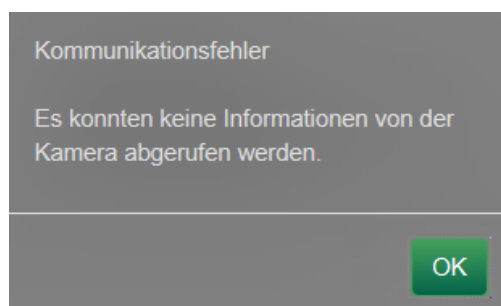 Kommunikationsfehler
Es konnten keine Informationen von der
Kamera abgerufen werden.
OK